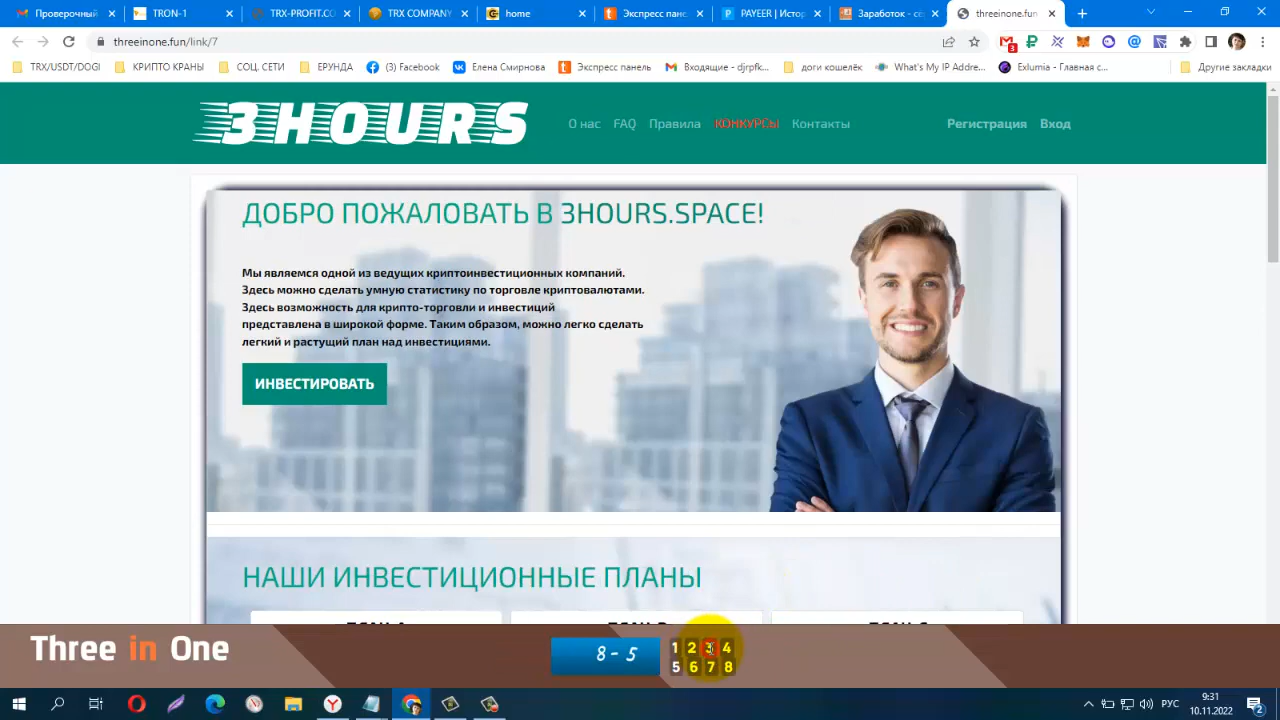 Проверочный
TRON-1
TRX-PROFIT.CO
TRX COMPANY
home
Экспресс пане
PAYEER | Истор
Заработок - се
threeinone.fun
threeinone.fun/link/7
3
TRX/USDT/DOGI
КРИПТО КРАНЫ
СОЦ. СЕТИ
ЕРУНДА
(3) Facebook
Елена Смирнова
Экспресс панель
Входящие - djrpfk...
доги кошелёк
What's My IP Addre...
Exlumia - Главная с...
Другие закладки
3HOURS
О нас
FAQ
Правила
КОНКУРСЫ
Контакты
Регистрация
Вход
ДОБРО ПОЖАЛОВАТЬ В 3HOURS.SPACE!
Мы являемся одной из ведущих криптоинвестиционных компаний.
Здесь можно сделать умную статистику по торговле криптовалютами.
Здесь возможность для крипто-торговли и инвестиций
представлена в широкой форме. Таким образом, можно легко сделать
легкий и растущий план над инвестициями.
ИНВЕСТИРОВАТЬ
НАШИ ИНВЕСТИЦИОННЫЕ ПЛАНЫ
Three in One
8 - 5
1 2 3 4
5 6 7 8
РУС
9:31
10.11.2022
2